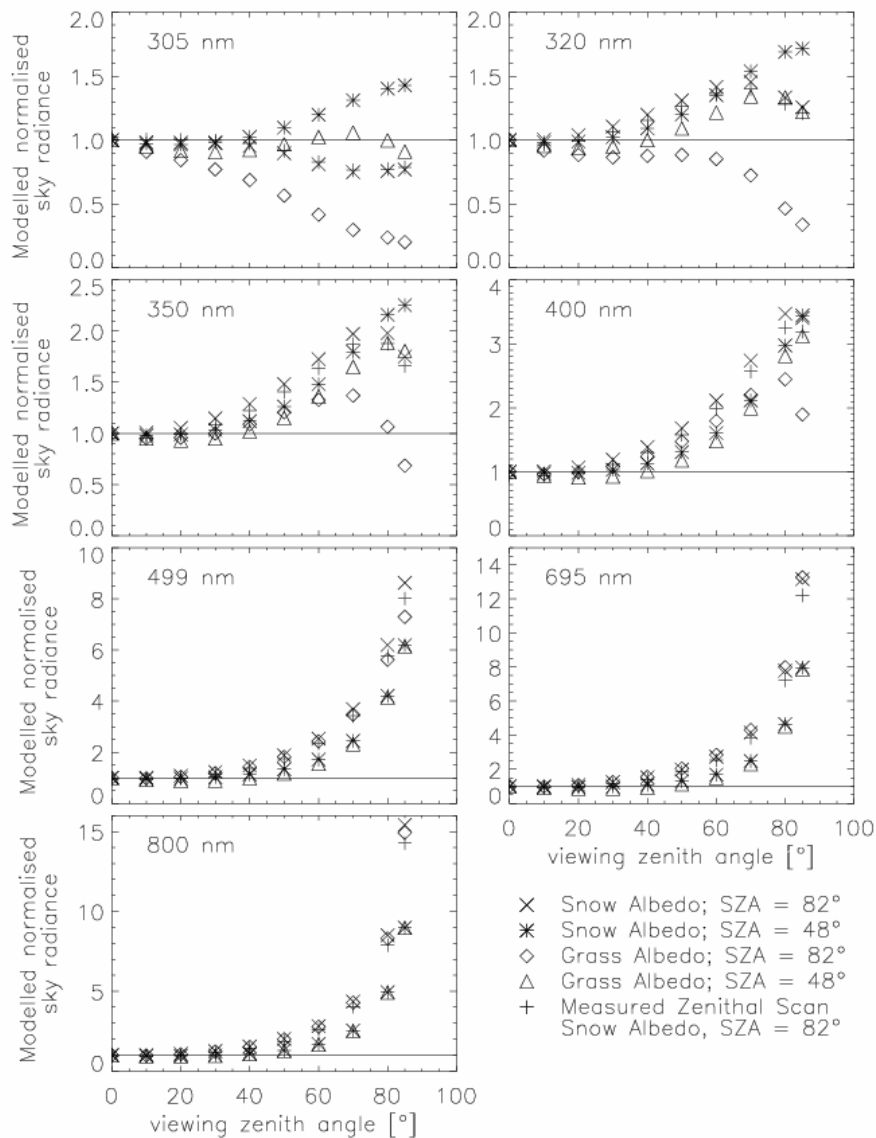 305 nm
320 nm
Modelled normalised
sky radiance
2.0
1.5
1.0
0.5
0.0
2.0
1.5
1.0
0.5
0.0
350 nm
400 nm
Modelled normalised
sky radiance
2.5
2.0
1.5
1.0
0.5
0.0
4
3
2
1
0
499 nm
695 nm
Modelled normalised
sky radiance
10
8
6
4
2
0
14
12
10
8
6
4
2
0
0 20 40 60 80 100
viewing zenith angle [°]
800 nm
Modelled normalised
sky radiance
15
10
5
0
0 20 40 60 80 100
viewing zenith angle [°]
Snow Albedo; SZA = 82°
Snow Albedo; SZA = 48°
Grass Albedo; SZA = 82°
Grass Albedo; SZA = 48°
Measured Zenithal Scan
Snow Albedo, SZA = 82°